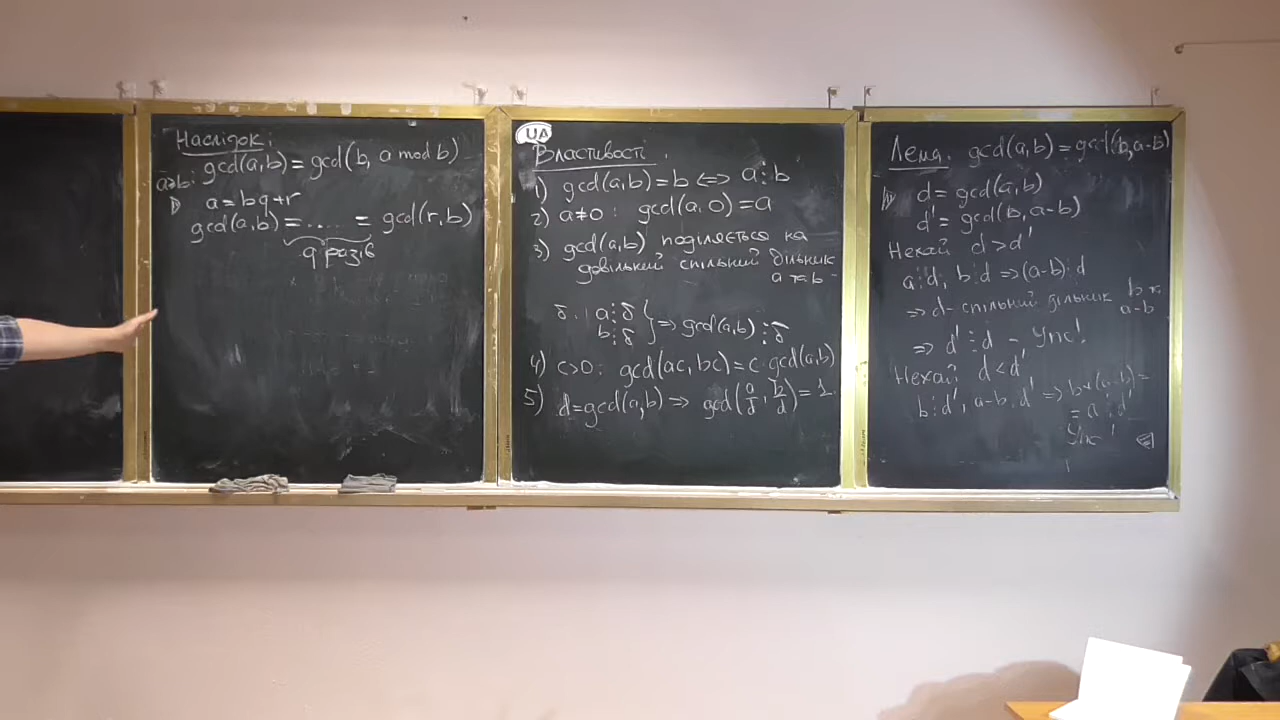 Наслідок:
gcd(a,b) = gcd(b, a mod b)
a≥b:
a = bq + r
gcd(a,b) = .... = gcd(r,b)
q разів
UA
Властивості.
1) gcd(a,b) = b ⇔ a⋮b
2) a≠0: gcd(a,0) = a
3) gcd(a,b) поділяється на
довільний спільний дільник
a та b
δ: a⋮δ
b⋮δ } ⇒ gcd(a,b)⋮δ
4) c>0: gcd(ac, bc) = c·gcd(a,b)
5) d = gcd(a,b) ⇒ gcd(a/d, b/d) = 1.
Лема. gcd(a,b) = gcd(b,a-b)
d = gcd(a,b)
d' = gcd(b, a-b)
Нехай d > d'
a⋮d, b⋮d ⇒ (a-b)⋮d
⇒ d - спільний дільник b та
a-b
⇒ d'⋮d - Упс!
Нехай d < d'
b⋮d', a-b⋮d' ⇒ b+(a-b) =
= a⋮d'
Упс!